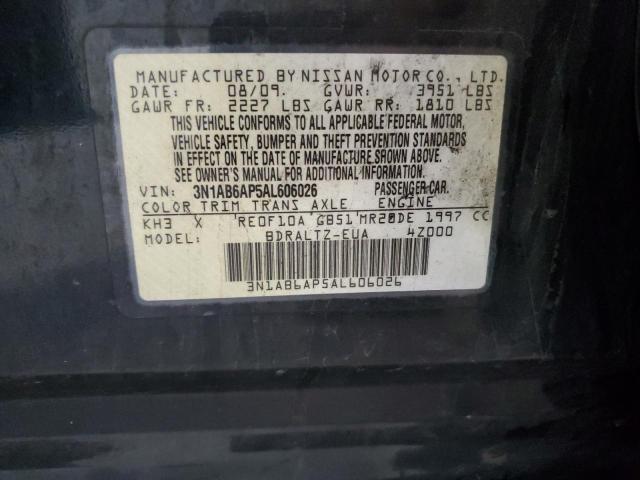 MANUFACTURED BY NISSAN MOTOR CO., LTD.
DATE: 08/09. GVWR: 3951 LBS
GAWR FR: 2227 LBS GAWR RR: 1810 LBS
THIS VEHICLE CONFORMS TO ALL APPLICABLE FEDERAL MOTOR
VEHICLE SAFETY, BUMPER AND THEFT PREVENTION STANDARDS
IN EFFECT ON THE DATE OF MANUFACTURE SHOWN ABOVE.
SEE OWNER'S MANUAL FOR FURTHER INFORMATION.
VIN: 3N1AB6AP5AL606026 PASSENGER CAR.
COLOR TRIM TRANS AXLE ENGINE
KH3 X RE0F10A GB51 MR20DE 1997 CC
MODEL: BDRALTZ-EUA 4Z000
3N1AB6AP5AL606026